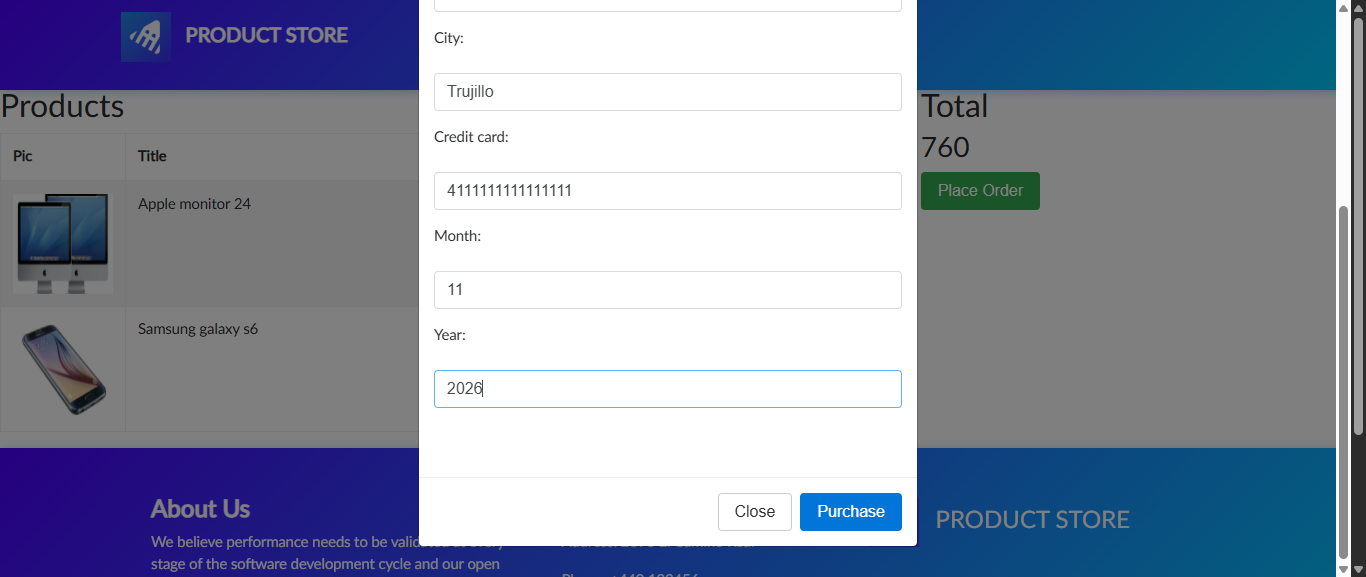 PRODUCT STORE
City:
Trujillo
Products
Total
Credit card:
760
Pic
Title
4111111111111111
Place Order
Apple monitor 24
Month:
11
Samsung galaxy s6
Year:
2026
About Us
Close
Purchase
PRODUCT STORE
We believe performance needs to be
stage of the software development cycle and our open